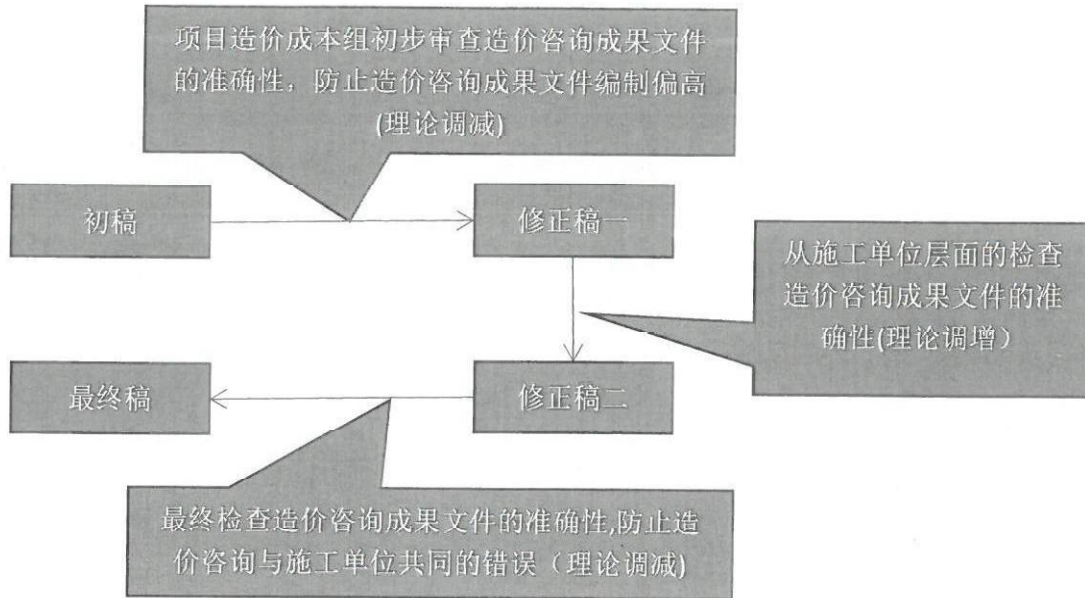 项目造价成本组初步审查造价咨询成果文件
的准确性，防止造价咨询成果文件编制偏高
(理论调减)
初稿
修正稿一
从施工单位层面的检查
造价咨询成果文件的准
确性(理论调增）
最终稿
修正稿二
最终检查造价咨询成果文件的准确性,防止造
价咨询与施工单位共同的错误（理论调减)